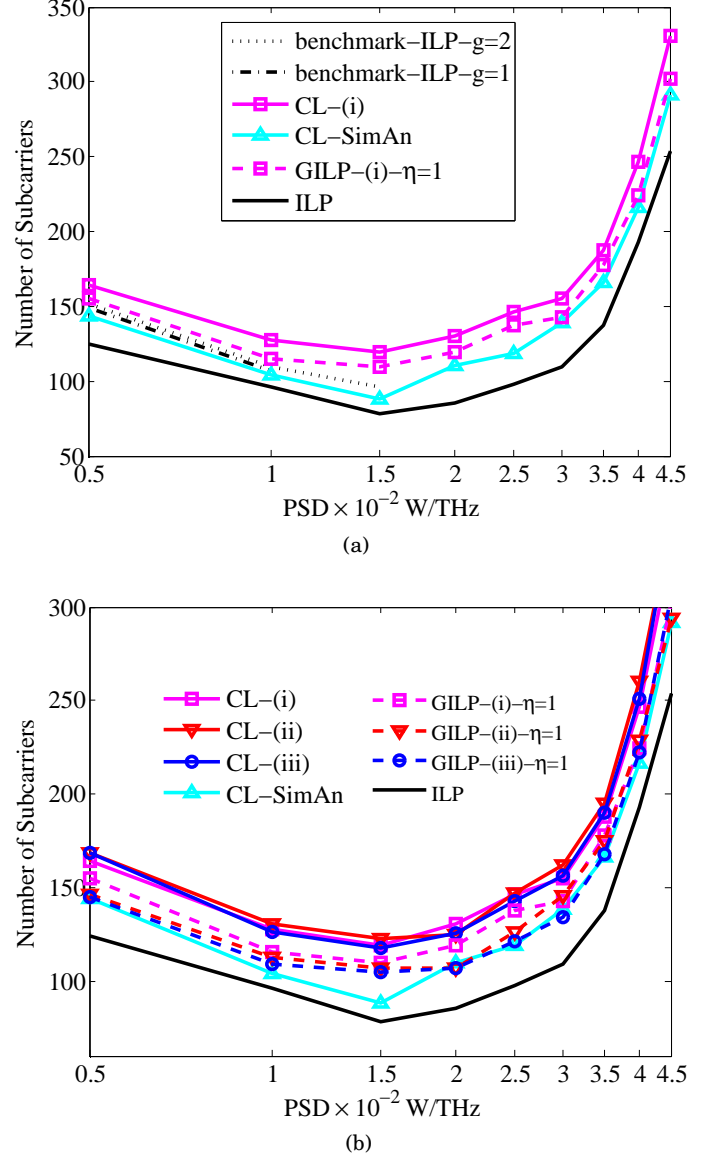 350
300
250
200
150
100
50
Number of Subcarriers
benchmark−ILP−g=2
benchmark−ILP−g=1
CL−(i)
CL−SimAn
GILP−(i)−η=1
ILP
0.5 1 1.5 2 2.5 3 3.5 4 4.5
PSD × 10⁻² W/THz
(a)
300
250
200
150
100
Number of Subcarriers
CL−(i)
CL−(ii)
CL−(iii)
CL−SimAn
GILP−(i)−η=1
GILP−(ii)−η=1
GILP−(iii)−η=1
ILP
0.5 1 1.5 2 2.5 3 3.5 4 4.5
PSD × 10⁻² W/THz
(b)